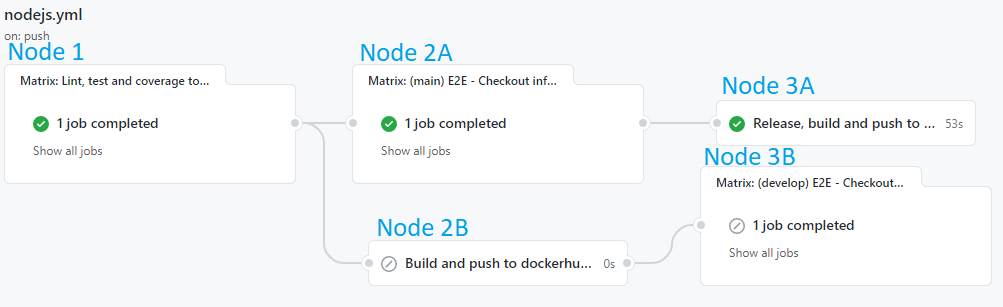 nodejs.yml
on: push
Node 1
Matrix: Lint, test and coverage to...
1 job completed
Show all jobs
Node 2A
Matrix: (main) E2E - Checkout inf...
1 job completed
Show all jobs
Node 3A
Release, build and push to ... 53s
Node 2B
Build and push to dockerhu... 0s
Node 3B
Matrix: (develop) E2E - Checkout...
1 job completed
Show all jobs